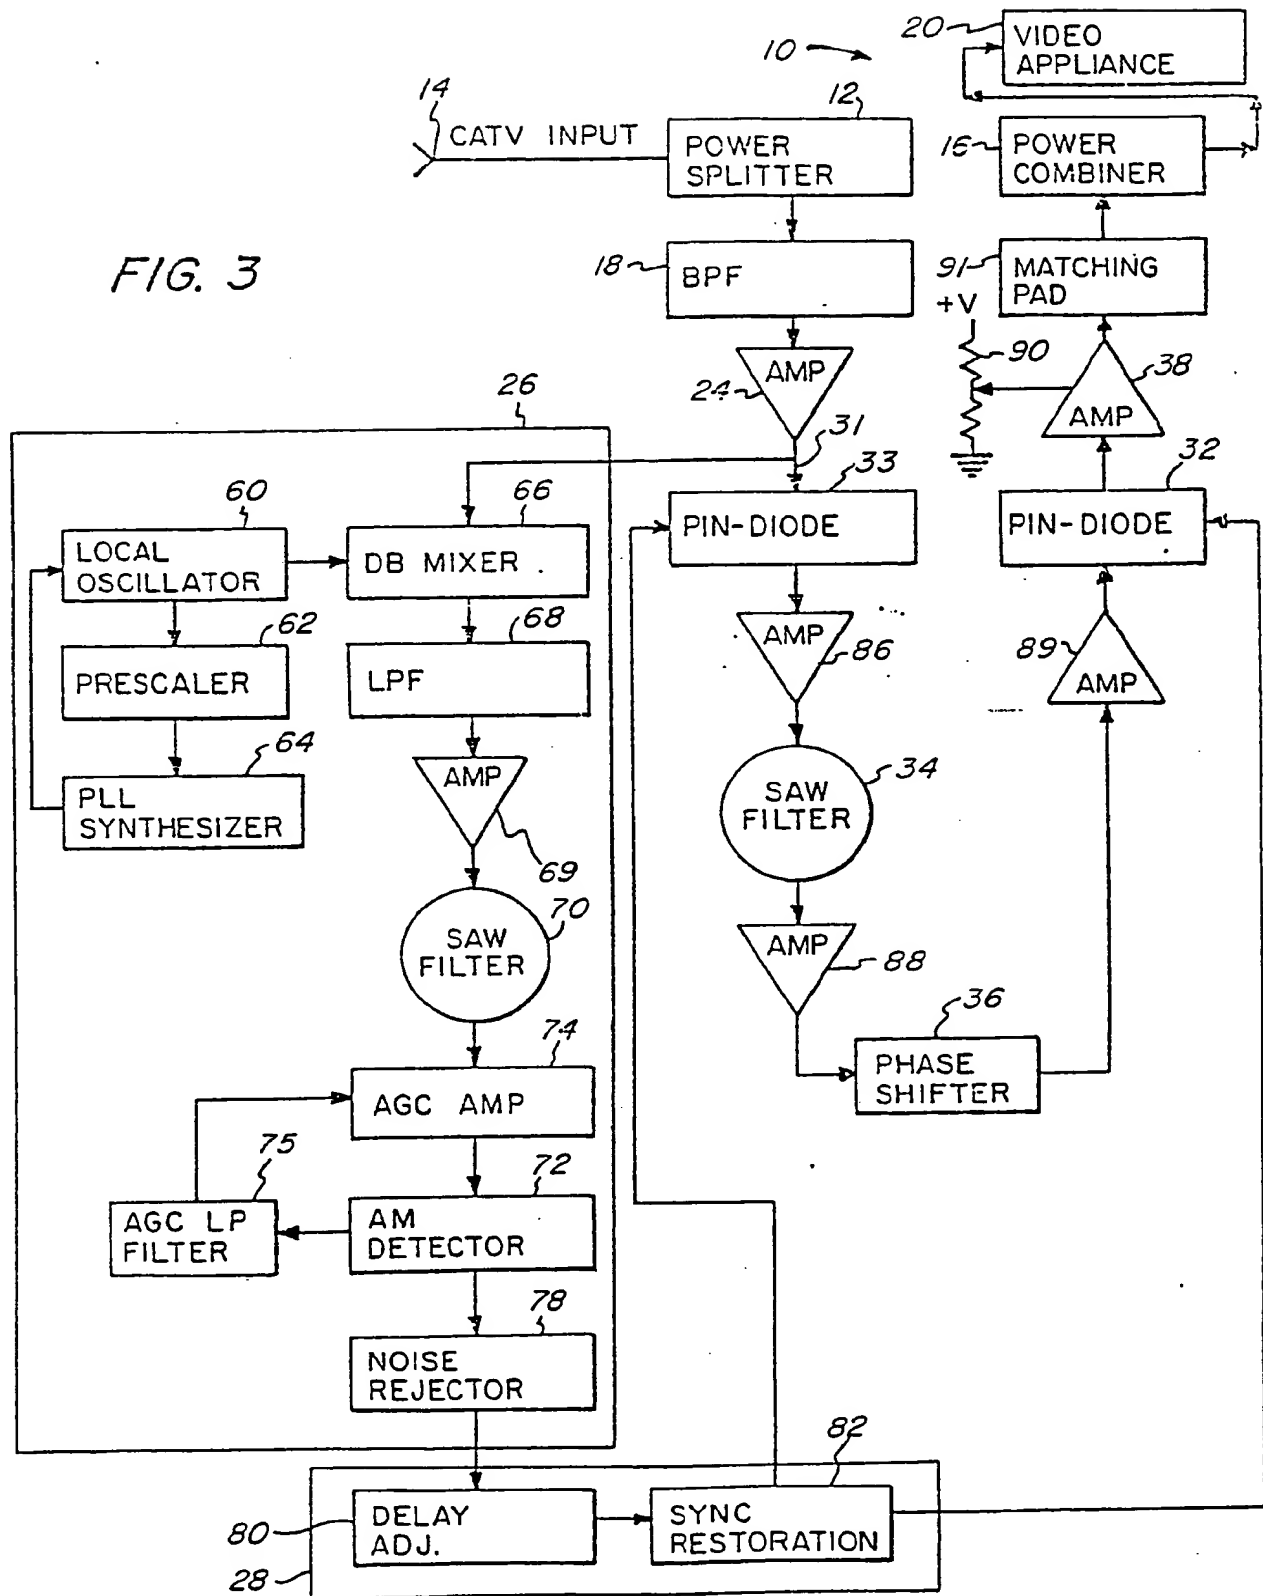 20
VIDEO
APPLIANCE
10
14
CATV INPUT
12
POWER
SPLITTER
16
POWER
COMBINER
FIG. 3
18
BPF
91
MATCHING
PAD
+V
90
AMP
24
AMP
38
26
31
33
PIN-DIODE
32
PIN-DIODE
60
LOCAL
OSCILLATOR
66
DB MIXER
62
PRESCALER
68
LPF
AMP
86
89
AMP
64
PLL
SYNTHESIZER
AMP
69
SAW
FILTER
34
70
SAW
FILTER
AMP
88
36
PHASE
SHIFTER
74
AGC AMP
75
AGC LP
FILTER
72
AM
DETECTOR
78
NOISE
REJECTOR
82
80
DELAY
ADJ.
SYNC
RESTORATION
28